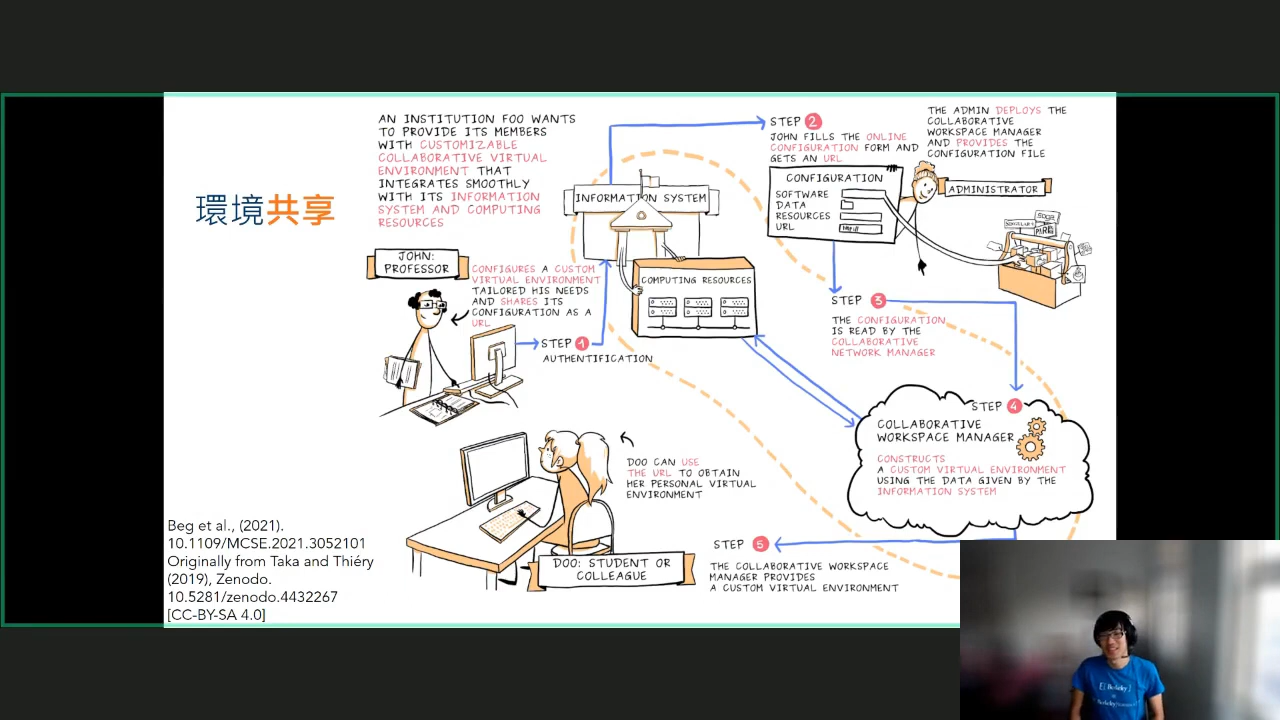 環境共享
AN INSTITUTION FOO WANTS
TO PROVIDE ITS MEMBERS
WITH CUSTOMIZABLE
COLLABORATIVE VIRTUAL
ENVIRONMENT THAT
INTEGRATES SMOOTHLY
WITH ITS INFORMATION
SYSTEM AND COMPUTING
RESOURCES
JOHN:
PROFESSOR
CONFIGURES A CUSTOM
VIRTUAL ENVIRONMENT
TAILORED HIS NEEDS
AND SHARES ITS
CONFIGURATION AS A
URL
STEP 1
AUTHENTIFICATION
INFORMATION SYSTEM
COMPUTING RESOURCES
STEP 2
JOHN FILLS THE ONLINE
CONFIGURATION FORM AND
GETS AN URL
CONFIGURATION
SOFTWARE
DATA
RESOURCES
URL
THE ADMIN DEPLOYS THE
COLLABORATIVE
WORKSPACE MANAGER
AND PROVIDES THE
CONFIGURATION FILE
ADMINISTRATOR
STEP 3
THE CONFIGURATION
IS READ BY THE
COLLABORATIVE
NETWORK MANAGER
STEP 4
COLLABORATIVE
WORKSPACE MANAGER
CONSTRUCTS
A CUSTOM VIRTUAL ENVIRONMENT
USING THE DATA GIVEN BY THE
INFORMATION SYSTEM
DOO CAN USE
THE URL TO OBTAIN
HER PERSONAL VIRTUAL
ENVIRONMENT
DOO: STUDENT OR
COLLEAGUE
STEP 5
THE COLLABORATIVE WORKSPACE
MANAGER PROVIDES
A CUSTOM VIRTUAL ENVIRONMENT
Beg et al., (2021).
10.1109/MCSE.2021.3052101
Originally from Taka and Thiéry
(2019), Zenodo.
10.5281/zenodo.4432267
[CC-BY-SA 4.0]
Berkeley